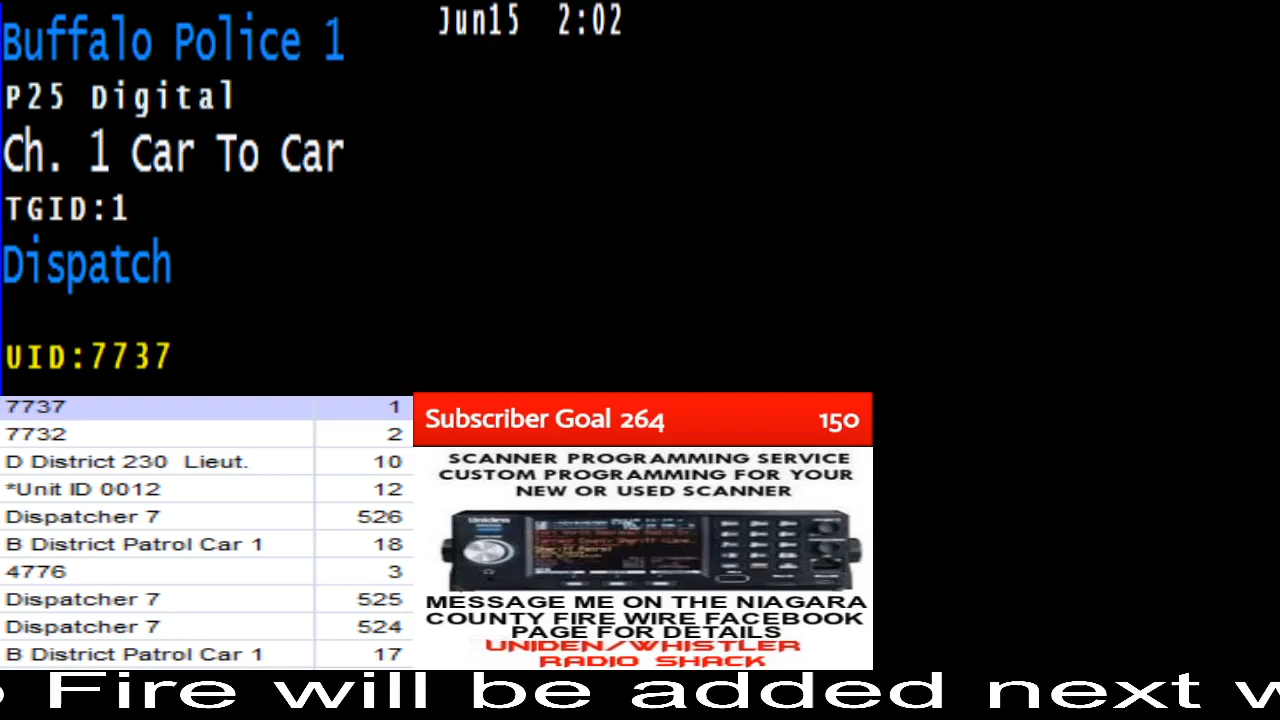 Buffalo Police 1
Jun15 2:02
P25 Digital
Ch. 1 Car To Car
TGID:1
Dispatch
UID:7737
7737 1
7732 2
D District 230 Lieut. 10
*Unit ID 0012 12
Dispatcher 7 526
B District Patrol Car 1 18
4776 3
Dispatcher 7 525
Dispatcher 7 524
B District Patrol Car 1 17
Subscriber Goal 264 150
SCANNER PROGRAMMING SERVICE
CUSTOM PROGRAMMING FOR YOUR
NEW OR USED SCANNER
Uniden
MESSAGE ME ON THE NIAGARA
COUNTY FIRE WIRE FACEBOOK
PAGE FOR DETAILS
UNIDEN/WHISTLER
RADIO SHACK
Fire will be added next